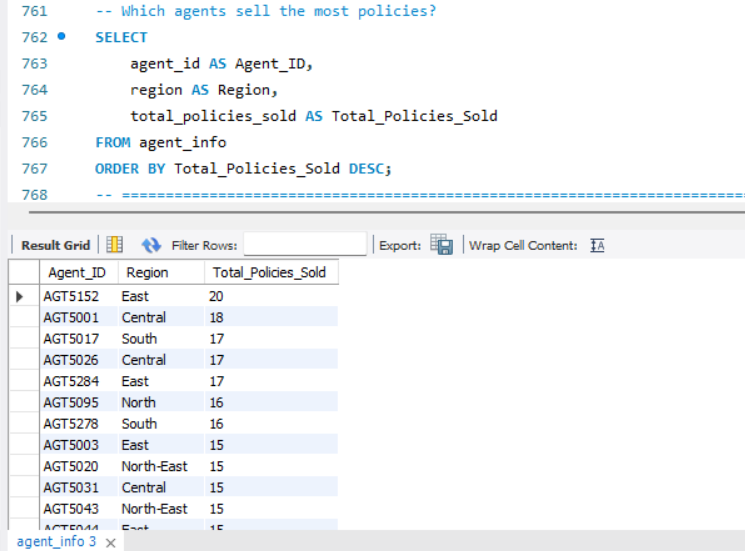 761 -- Which agents sell the most policies?
762 SELECT
763 agent_id AS Agent_ID,
764 region AS Region,
765 total_policies_sold AS Total_Policies_Sold
766 FROM agent_info
767 ORDER BY Total_Policies_Sold DESC;
768 -- ========================================================================
Result Grid Filter Rows: Export: Wrap Cell Content:
Agent_ID Region Total_Policies_Sold
AGT5152 East 20
AGT5001 Central 18
AGT5017 South 17
AGT5026 Central 17
AGT5284 East 17
AGT5095 North 16
AGT5278 South 16
AGT5003 East 15
AGT5020 North-East 15
AGT5031 Central 15
AGT5043 North-East 15
AGT5044 East 15
agent_info 3